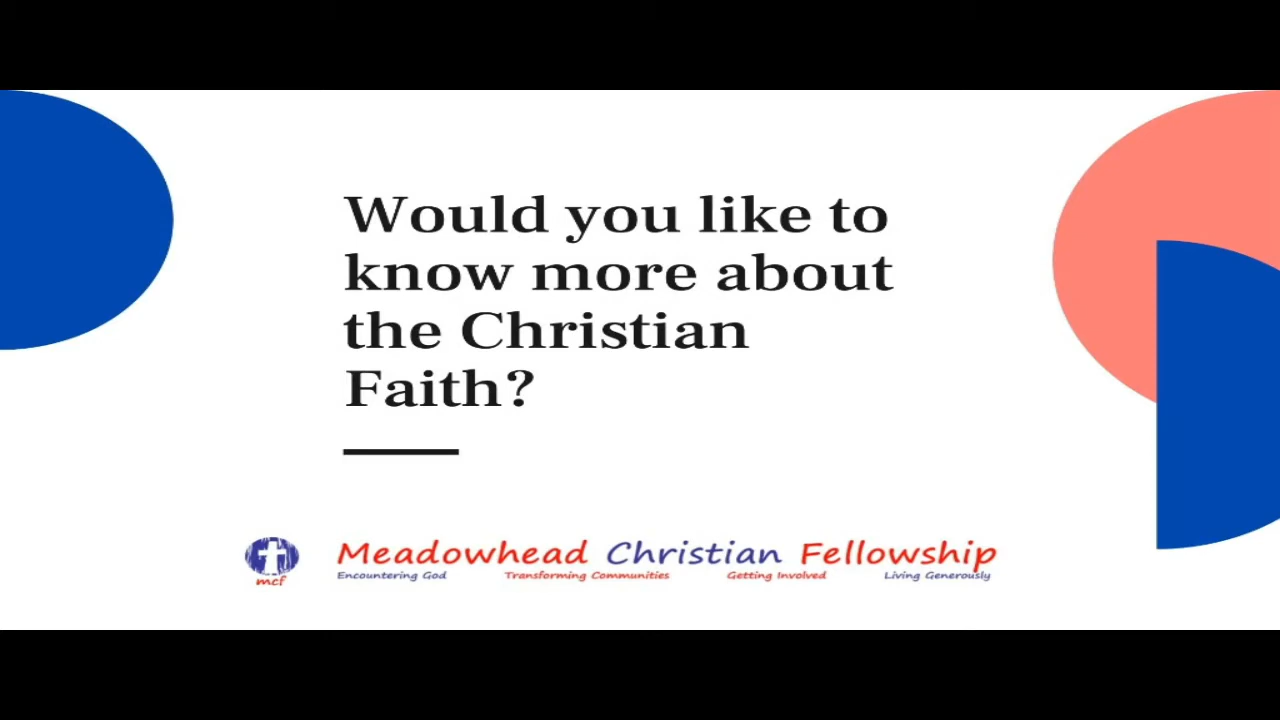 Would you like to
know more about
the Christian
Faith?
Meadowhead Christian Fellowship
mcf
Encountering God Transforming Communities Getting Involved Living Generously